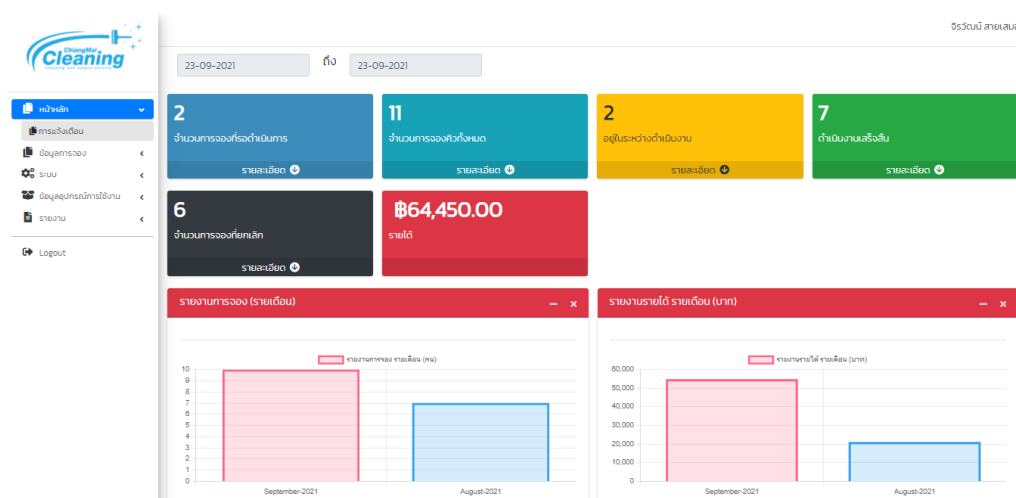 ChiangMai
Cleaning
จิรวัฒน์ สายเสมอ
23-09-2021 ถึง 23-09-2021
หน้าหลัก
การแจ้งเตือน
ข้อมูลการจอง
ระบบ
ข้อมูลอุปกรณ์การใช้งาน
รายงาน
Logout
2
จำนวนการจองที่รอดำเนินการ
รายละเอียด
11
จำนวนการจองคิวทั้งหมด
รายละเอียด
2
อยู่ในระหว่างดำเนินงาน
รายละเอียด
7
ดำเนินงานเสร็จสิ้น
รายละเอียด
6
จำนวนการจองที่ยกเลิก
รายละเอียด
฿64,450.00
รายได้
รายงานการจอง (รายเดือน)
รายงานการจอง รายเดือน (คน)
10
9
8
7
6
5
4
3
2
1
0
September-2021 August-2021
รายงานรายได้ รายเดือน (บาท)
รายงานรายได้ รายเดือน (บาท)
60,000
50,000
40,000
30,000
20,000
10,000
0
September-2021 August-2021